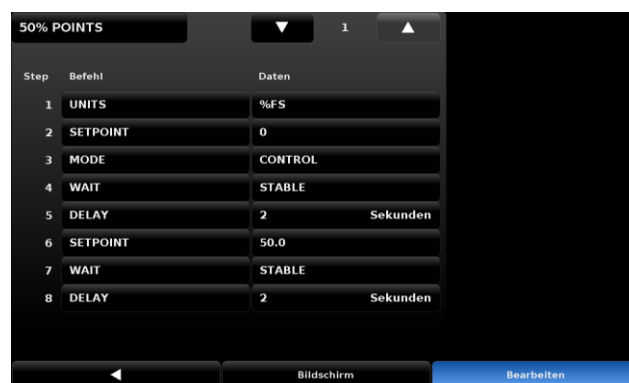 50% POINTS ▼ 1 ▲
Step Befehl Daten
1 UNITS %FS
2 SETPOINT 0
3 MODE CONTROL
4 WAIT STABLE
5 DELAY 2 Sekunden
6 SETPOINT 50.0
7 WAIT STABLE
8 DELAY 2 Sekunden
◀ Bildschirm Bearbeiten